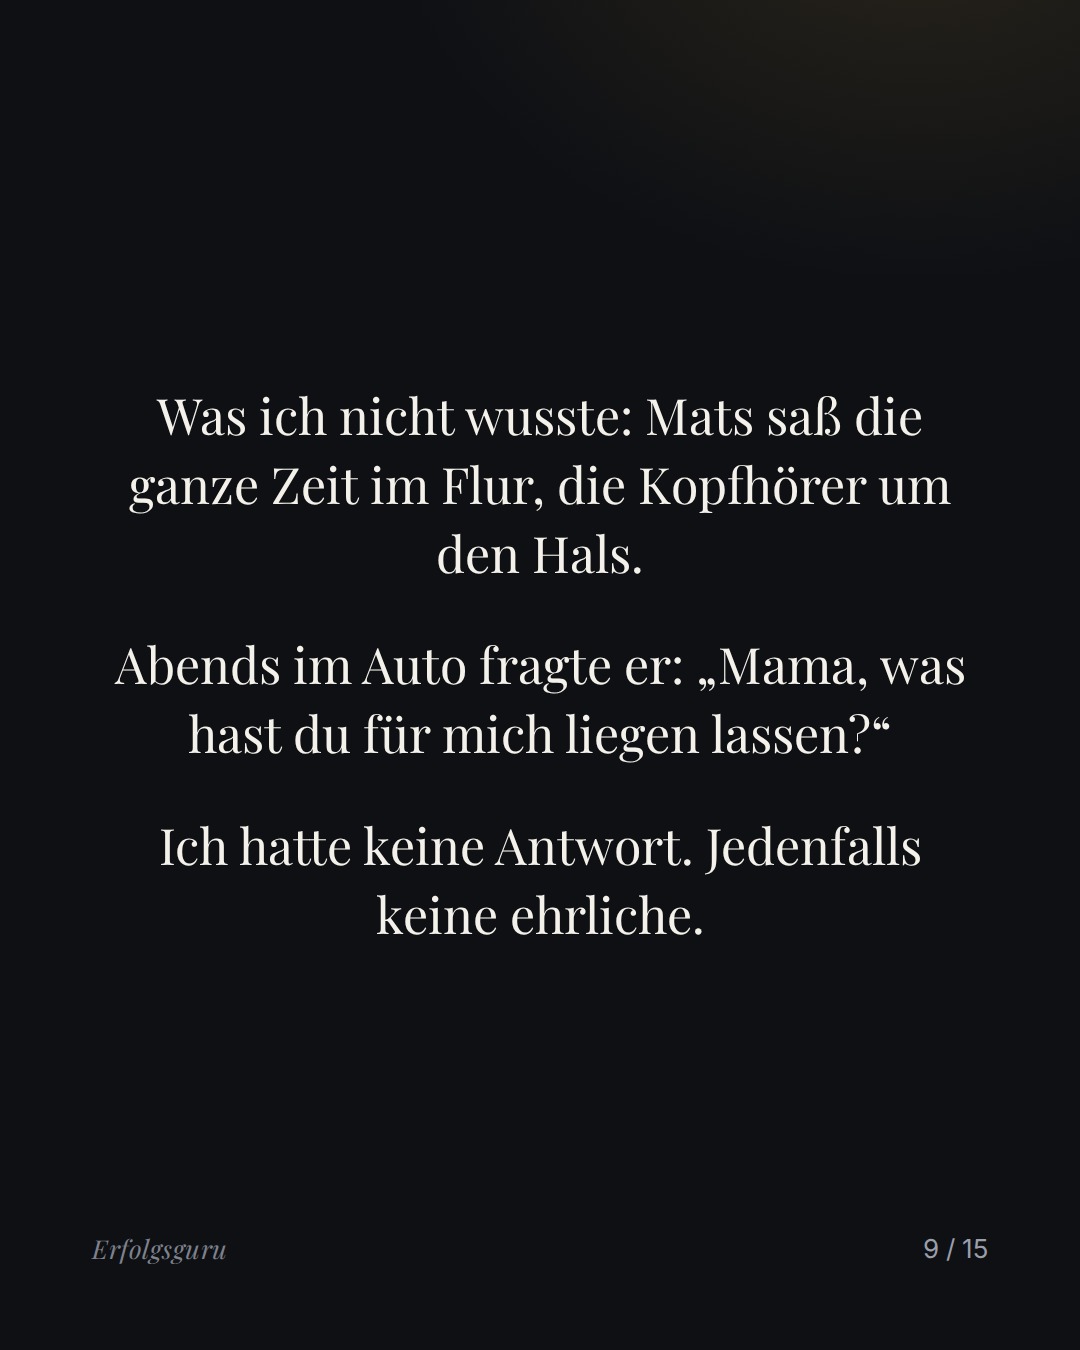 Was ich nicht wusste: Mats saß die
ganze Zeit im Flur, die Kopfhörer um
den Hals.
Abends im Auto fragte er: „Mama, was
hast du für mich liegen lassen?“
Ich hatte keine Antwort. Jedenfalls
keine ehrliche.
Erfolgsguru
9 / 15